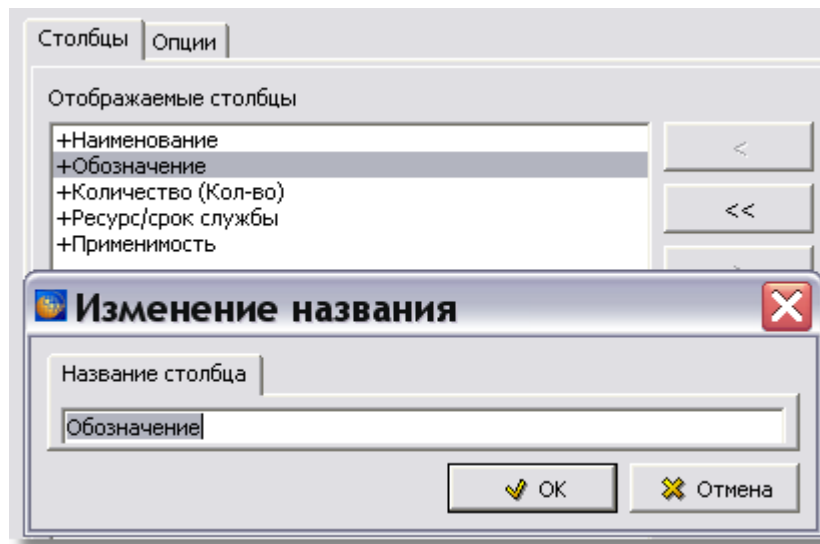 Столбцы Опции
Отображаемые столбцы
+Наименование
<
+Обозначение
+Количество (Кол-во)
<<
+Ресурс/срок службы
+Применимость
Изменение названия
Название столбца
Обозначение
OK Отмена